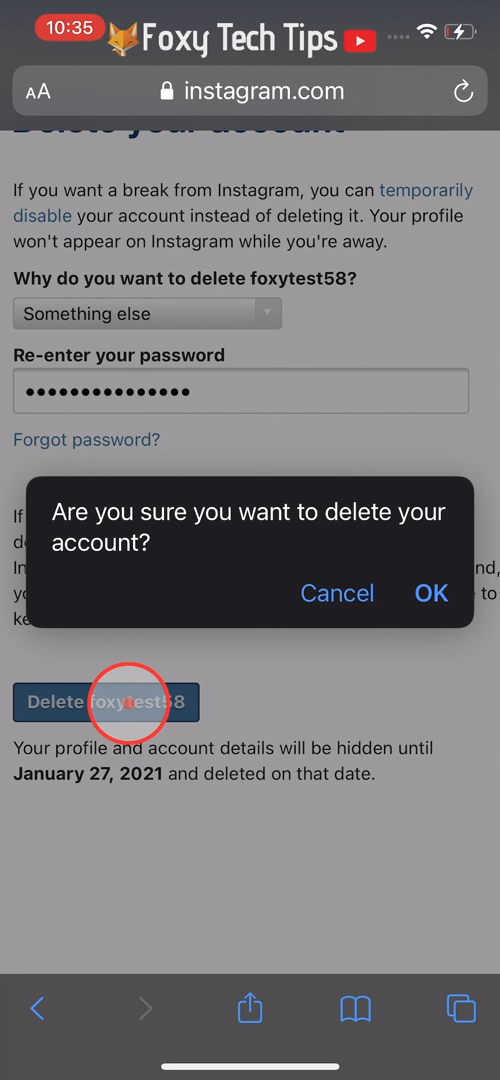 10:35
Foxy Tech Tips
AA
instagram.com
Delete your account
If you want a break from Instagram, you can temporarily
disable your account instead of deleting it. Your profile
won't appear on Instagram while you're away.
Why do you want to delete foxytest58?
Something else
Re-enter your password
Forgot password?
If
Are you sure you want to delete your
account?
In
nd,
to
Cancel
OK
Delete foxytest58
Your profile and account details will be hidden until
January 27, 2021 and deleted on that date.